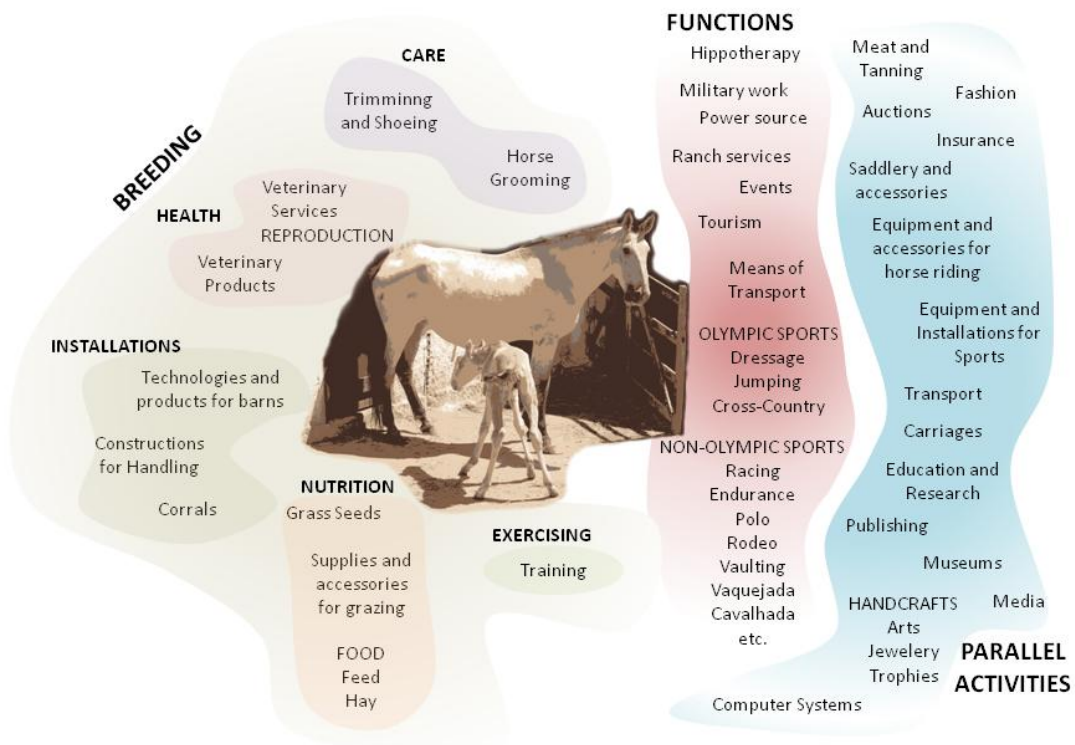 BREEDING
CARE
Trimminng
and Shoeing
Horse
Grooming
HEALTH
Veterinary
Services
REPRODUCTION
Veterinary
Products
INSTALLATIONS
Technologies and
products for barns
Constructions
for Handling
Corrals
NUTRITION
Grass Seeds
Supplies and
accessories
for grazing
FOOD
Feed
Hay
EXERCISING
Training
FUNCTIONS
Hippotherapy
Military work
Power source
Ranch services
Events
Tourism
Means of
Transport
OLYMPIC SPORTS
Dressage
Jumping
Cross-Country
NON-OLYMPIC SPORTS
Racing
Endurance
Polo
Rodeo
Vaulting
Vaquejada
Cavalhada
etc.
Meat and
Tanning
Fashion
Auctions
Insurance
Saddlery and
accessories
Equipment and
accessories for
horse riding
Equipment and
Installations for
Sports
Transport
Carriages
Education and
Research
Publishing
Museums
Media
HANDCRAFTS
Arts
Jewelery
Trophies
Computer Systems
PARALLEL
ACTIVITIES